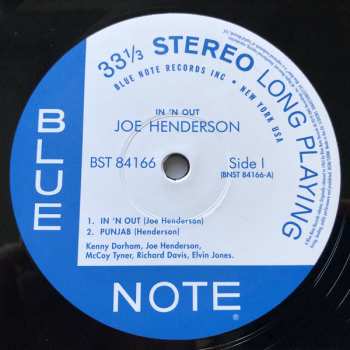 33⅓ STEREO LONG PLAYING
BLUE NOTE RECORDS INC • NEW YORK USA
IN 'N OUT
JOE HENDERSON
BST 84166 Side I
(BNST 84166-A)
1. IN 'N OUT (Joe Henderson)
2. PUNJAB (Henderson)
Kenny Dorham, Joe Henderson,
McCoy Tyner, Richard Davis, Elvin Jones.
BLUE
NOTE
®